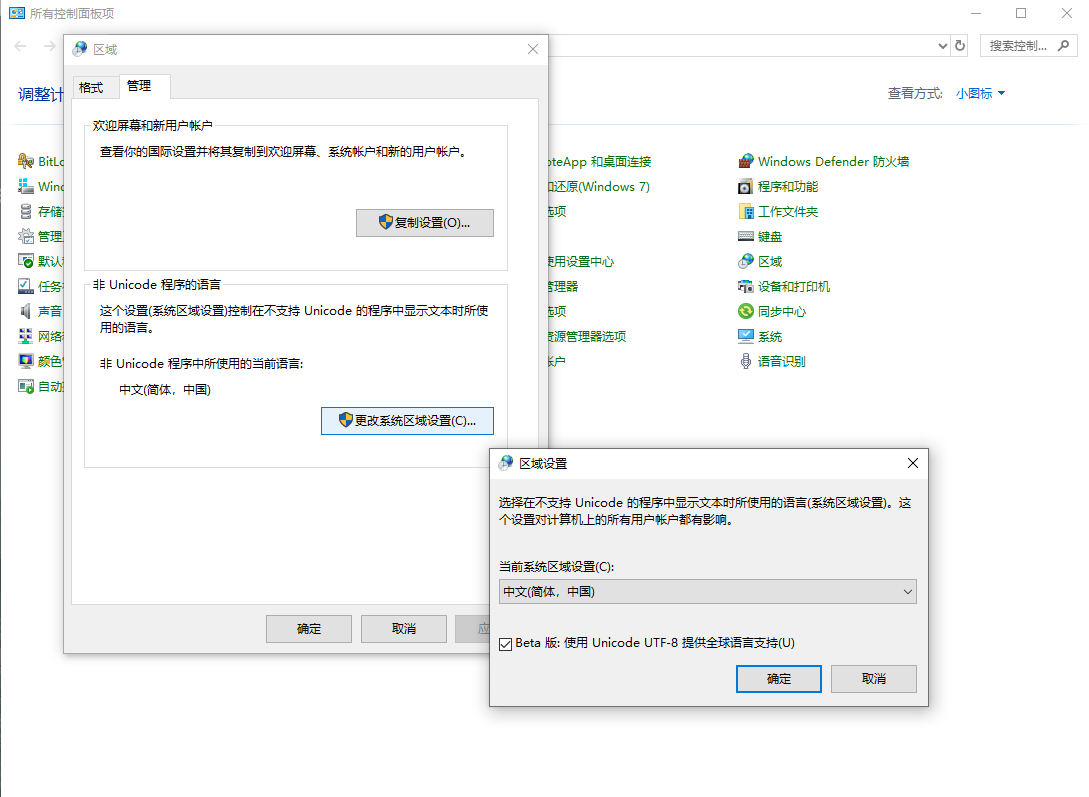 所有控制面板项
搜索控制...
调整计
查看方式:
小图标
BitLo
Wind
存储
管理
默认
任务
声音
网络
颜色
自动
oteApp 和桌面连接
和还原(Windows 7)
选项
使用设置中心
管理器
选项
资源管理器选项
帐户
Windows Defender 防火墙
程序和功能
工作文件夹
键盘
区域
设备和打印机
同步中心
系统
语音识别
区域
格式
管理
欢迎屏幕和新用户帐户
查看你的国际设置并将其复制到欢迎屏幕、系统帐户和新的用户帐户。
复制设置(O)...
非 Unicode 程序的语言
这个设置(系统区域设置)控制在不支持 Unicode 的程序中显示文本时所使
用的语言。
非 Unicode 程序中所使用的当前语言:
中文(简体，中国)
更改系统区域设置(C)...
确定
取消
应
区域设置
选择在不支持 Unicode 的程序中显示文本时所使用的语言(系统区域设置)。这
个设置对计算机上的所有用户帐户都有影响。
当前系统区域设置(C):
中文(简体，中国)
Beta 版: 使用 Unicode UTF-8 提供全球语言支持(U)
确定
取消